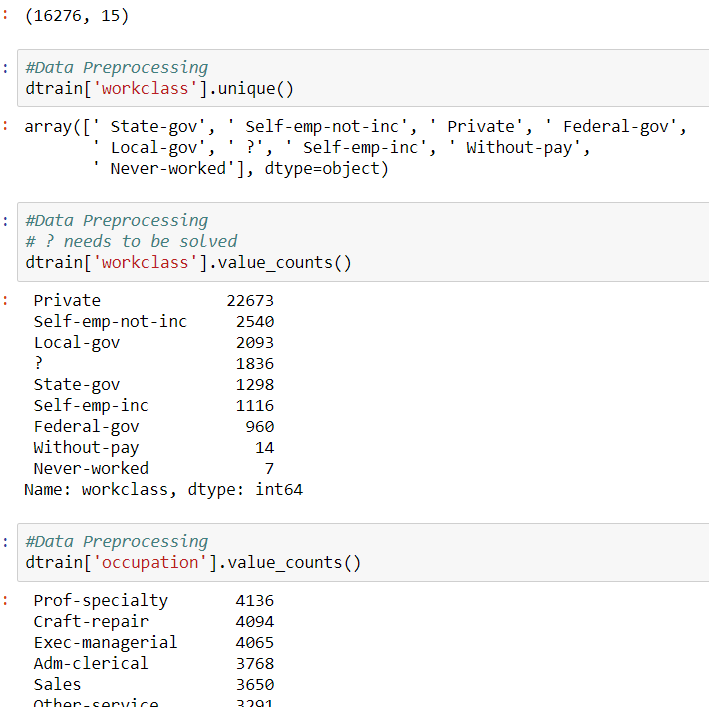 : (16276, 15)
: #Data Preprocessing
dtrain['workclass'].unique()
: array([' State-gov', ' Self-emp-not-inc', ' Private', ' Federal-gov',
' Local-gov', ' ?', ' Self-emp-inc', ' Without-pay',
' Never-worked'], dtype=object)
: #Data Preprocessing
# ? needs to be solved
dtrain['workclass'].value_counts()
: Private 22673
Self-emp-not-inc 2540
Local-gov 2093
? 1836
State-gov 1298
Self-emp-inc 1116
Federal-gov 960
Without-pay 14
Never-worked 7
Name: workclass, dtype: int64
: #Data Preprocessing
dtrain['occupation'].value_counts()
: Prof-specialty 4136
Craft-repair 4094
Exec-managerial 4065
Adm-clerical 3768
Sales 3650
Other-service 3291